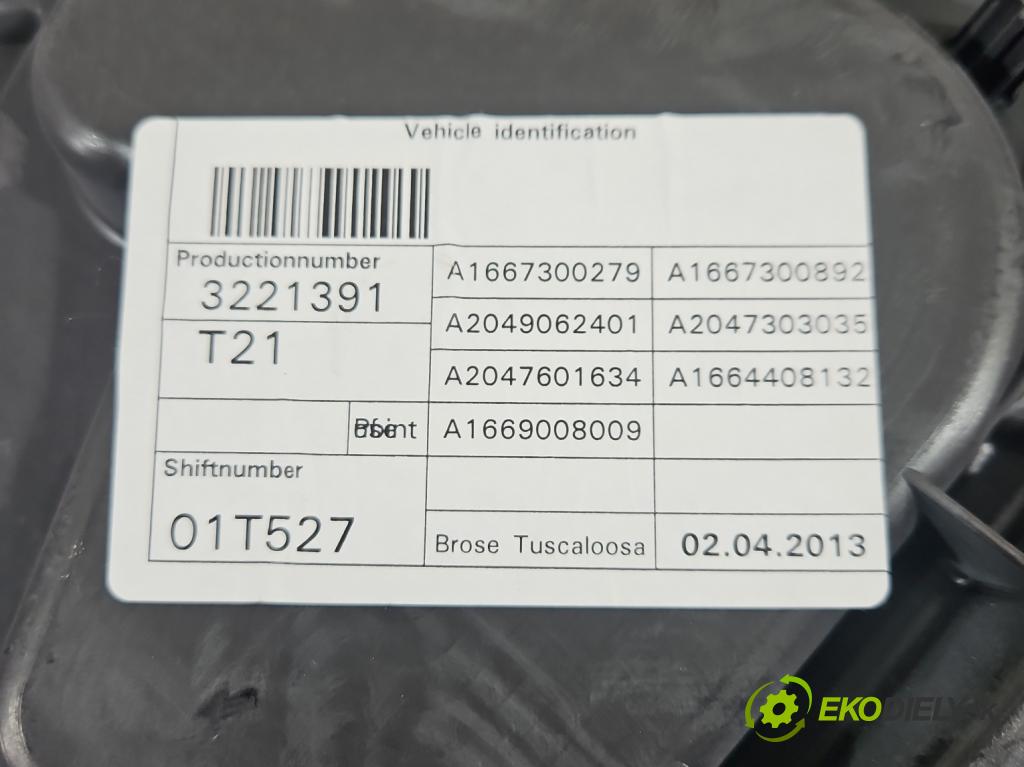 Vehicle identification
Productionnumber
3221391
T21
A1667300279 A1667300892
A2049062401 A2047303035
A2047601634 A1664408132
A1669008009
Shiftnumber
01T527
Brose Tuscaloosa 02.04.2013
EKODIELY